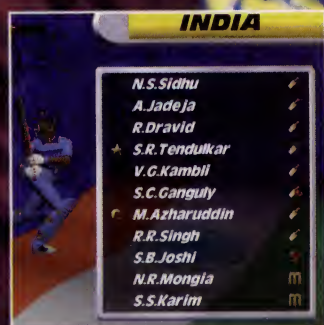 INDIA
N.S.Sidhu
A.Jadeja
R.Dravid
S.R.Tendulkar
V.G.Kambli
S.C.Ganguly
M.Azharuddin
R.R.Singh
S.B.Joshi
N.R.Mongia
S.S.Karim